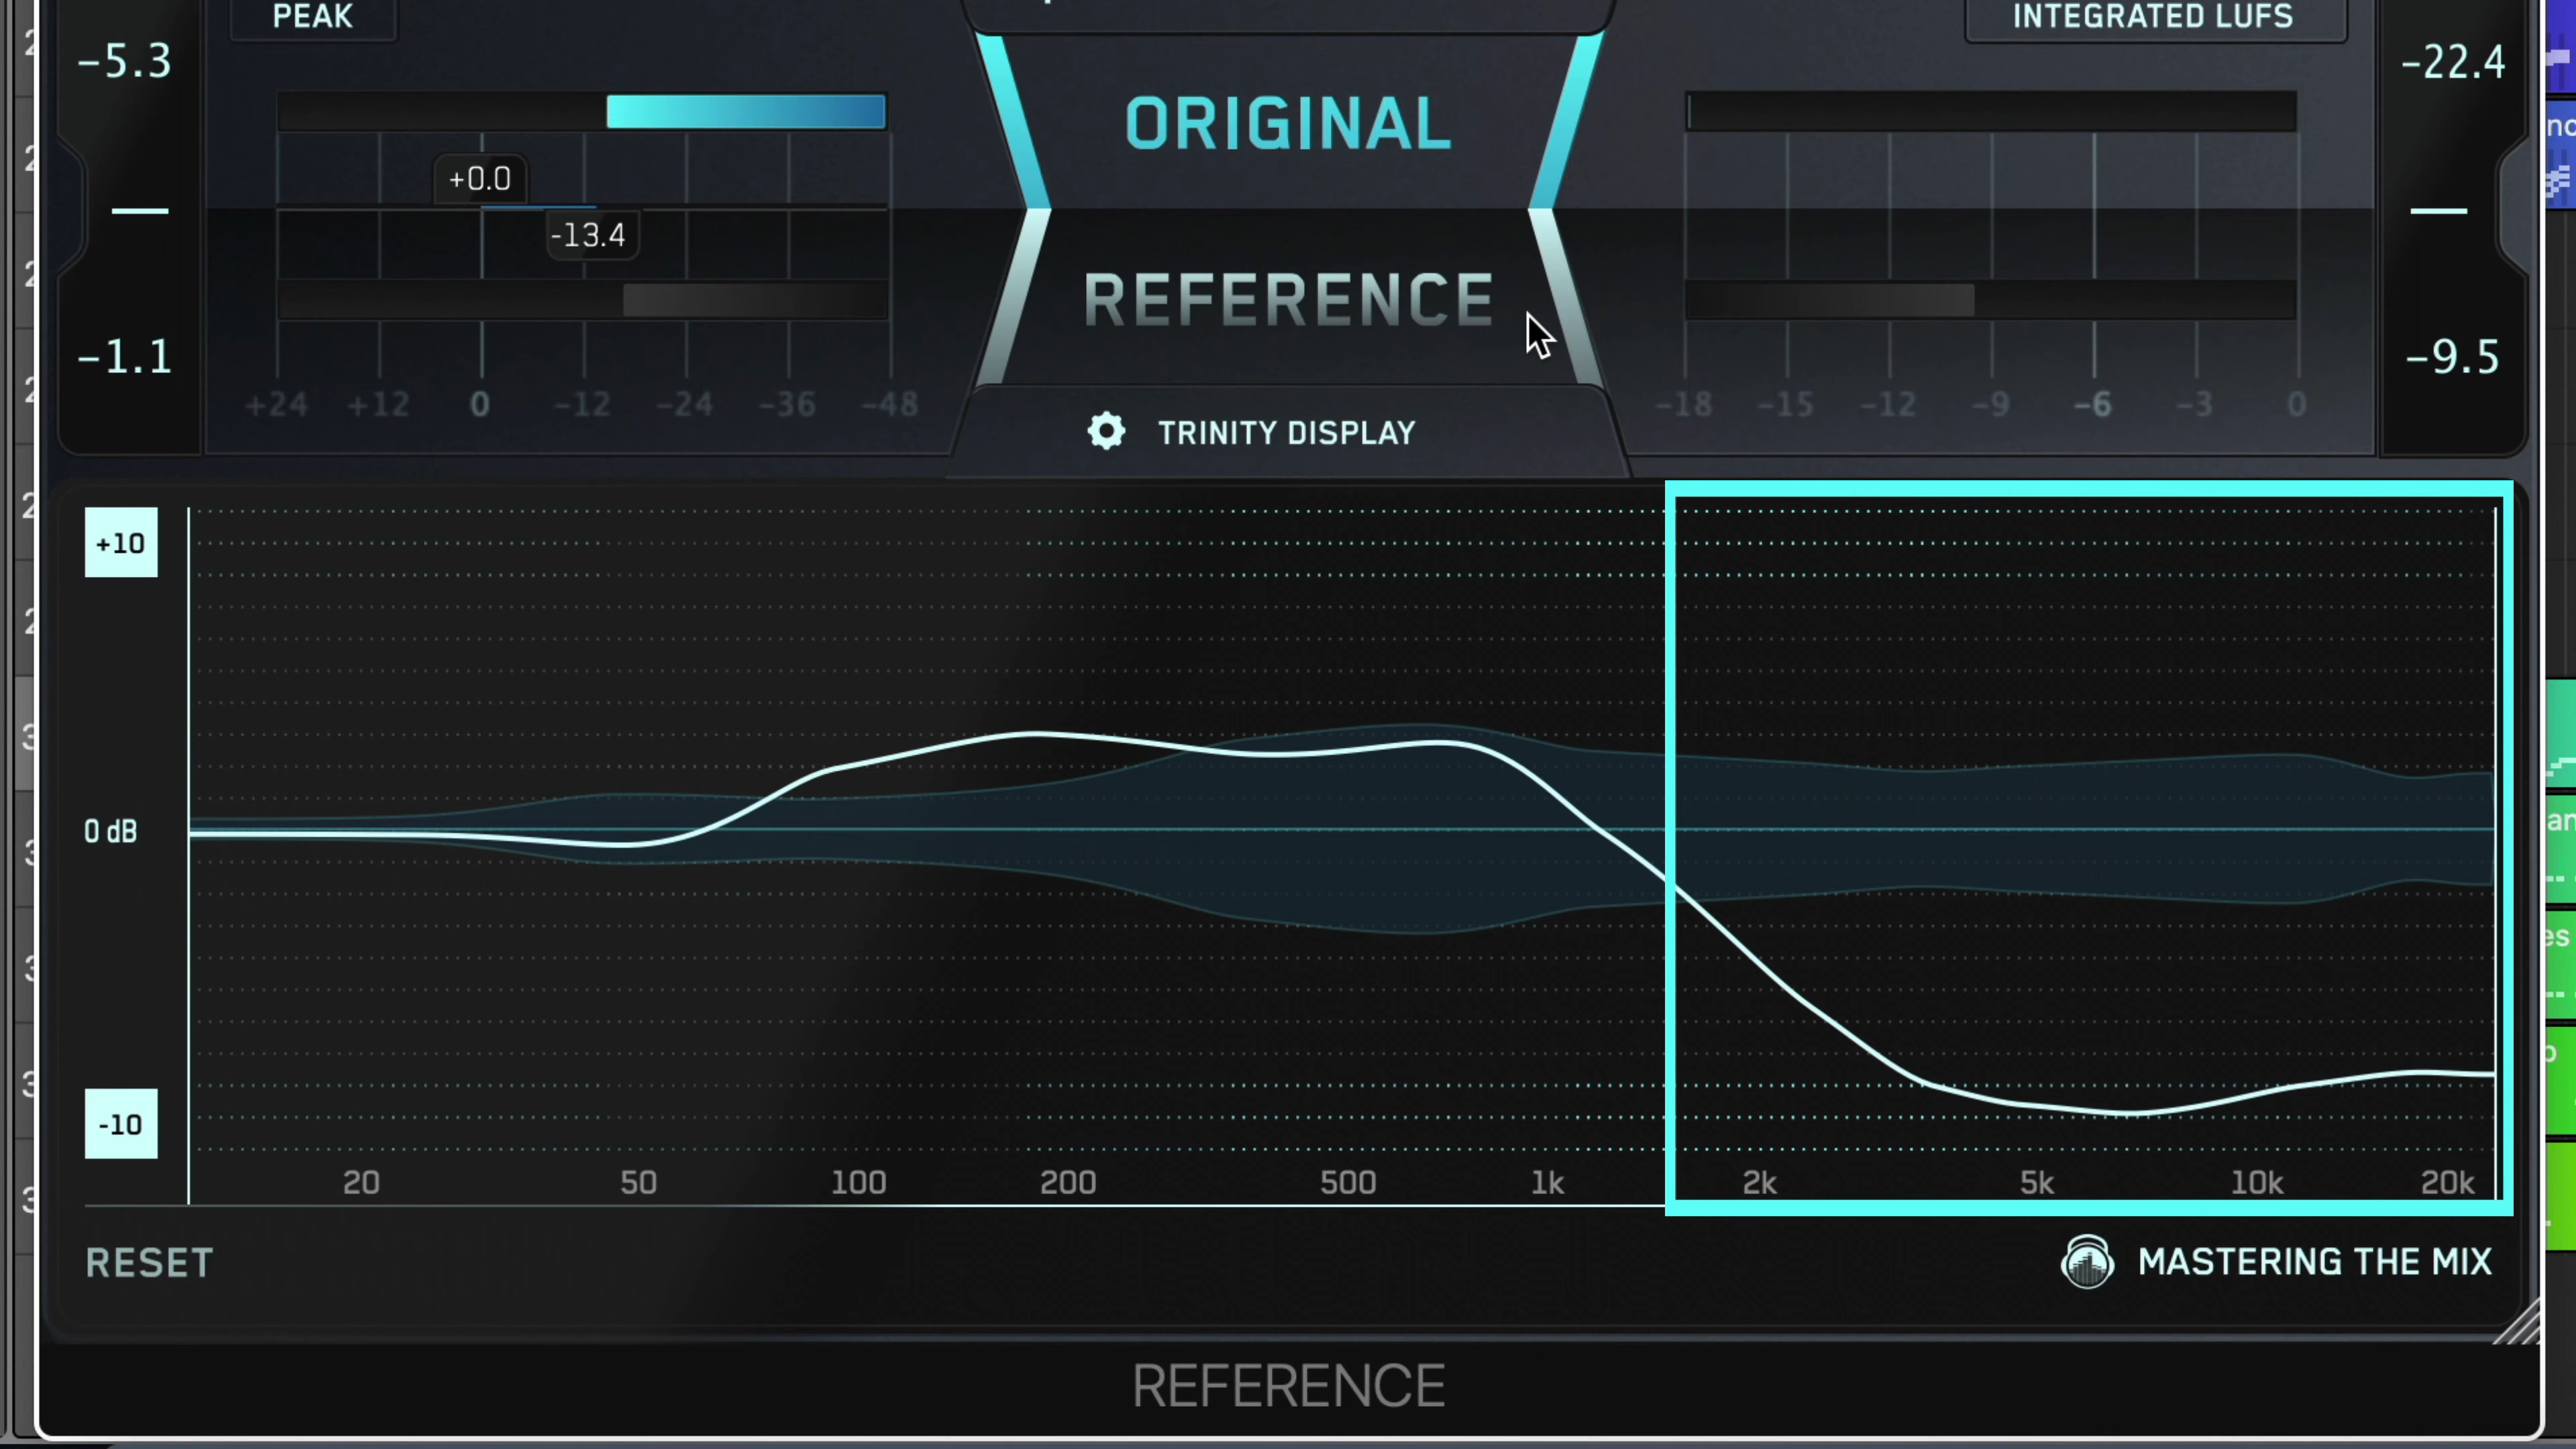 PEAK
INTEGRATED LUFS
-5.3
-22.4
ORIGINAL
+0.0
-13.4
REFERENCE
-1.1
-9.5
+24 +12 0 -12 -24 -36 -48
-18 -15 -12 -9 -6 -3 0
TRINITY DISPLAY
+10
0 dB
-10
20 50 100 200 500 1k 2k 5k 10k 20k
RESET
MASTERING THE MIX
REFERENCE